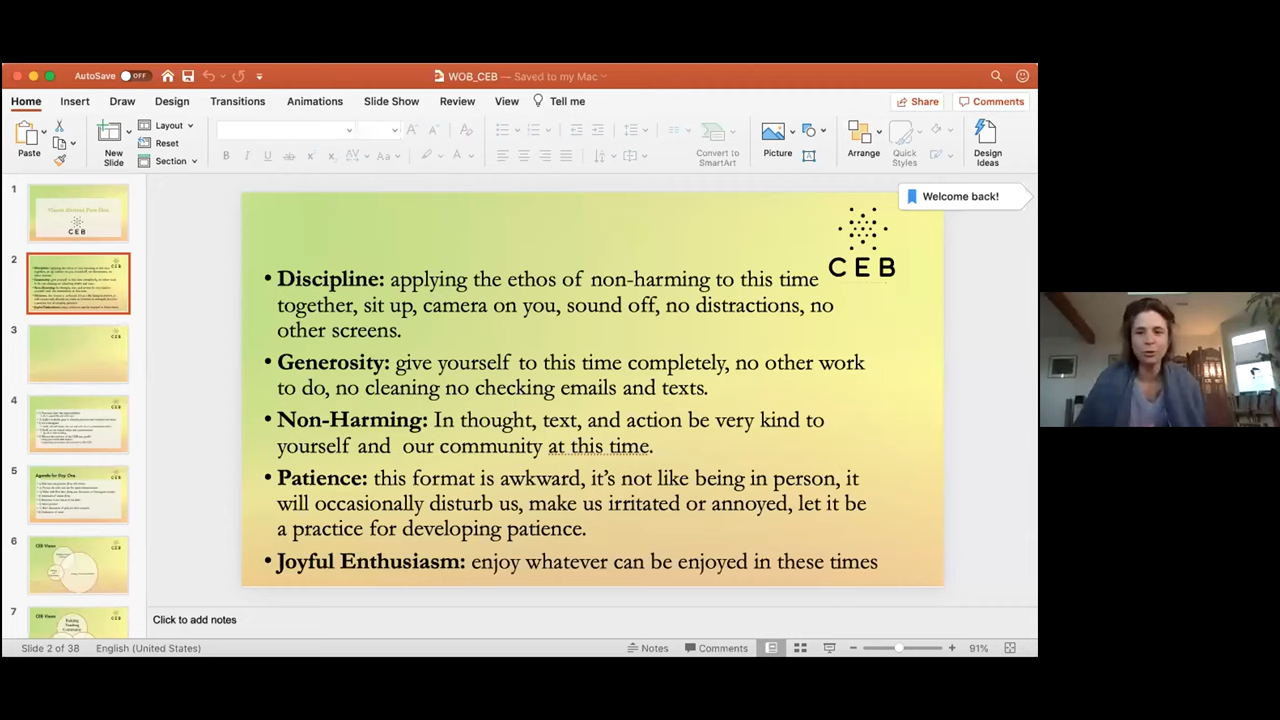 AutoSave OFF
WOB_CEB — Saved to my Mac
Home Insert Draw Design Transitions Animations Slide Show Review View Tell me Share Comments
Paste
New
Slide
Layout
Reset
Section
Convert to
SmartArt
Picture
Arrange
Quick
Styles
Design
Ideas
Welcome back!
1
2
3
4
5
6
7
CEB
• Discipline: applying the ethos of non-harming to this time
together, sit up, camera on you, sound off, no distractions, no
other screens.
• Generosity: give yourself to this time completely, no other work
to do, no cleaning no checking emails and texts.
• Non-Harming: In thought, text, and action be very kind to
yourself and our community at this time.
• Patience: this format is awkward, it’s not like being in person, it
will occasionally disturb us, make us irritated or annoyed, let it be
a practice for developing patience.
• Joyful Enthusiasm: enjoy whatever can be enjoyed in these times
Click to add notes
Slide 2 of 38 English (United States) Notes Comments 91%